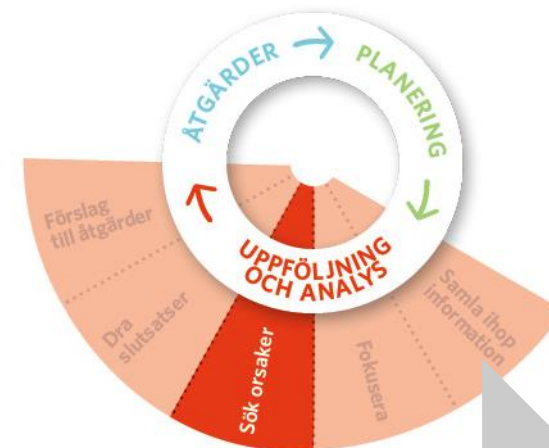 ÅTGÄRDER
PLANERING
UPPFÖLJNING
OCH ANALYS
Samla ihop
information
Fokusera
Sök orsaker
Dra
slutsatser
Förslag
till åtgärder